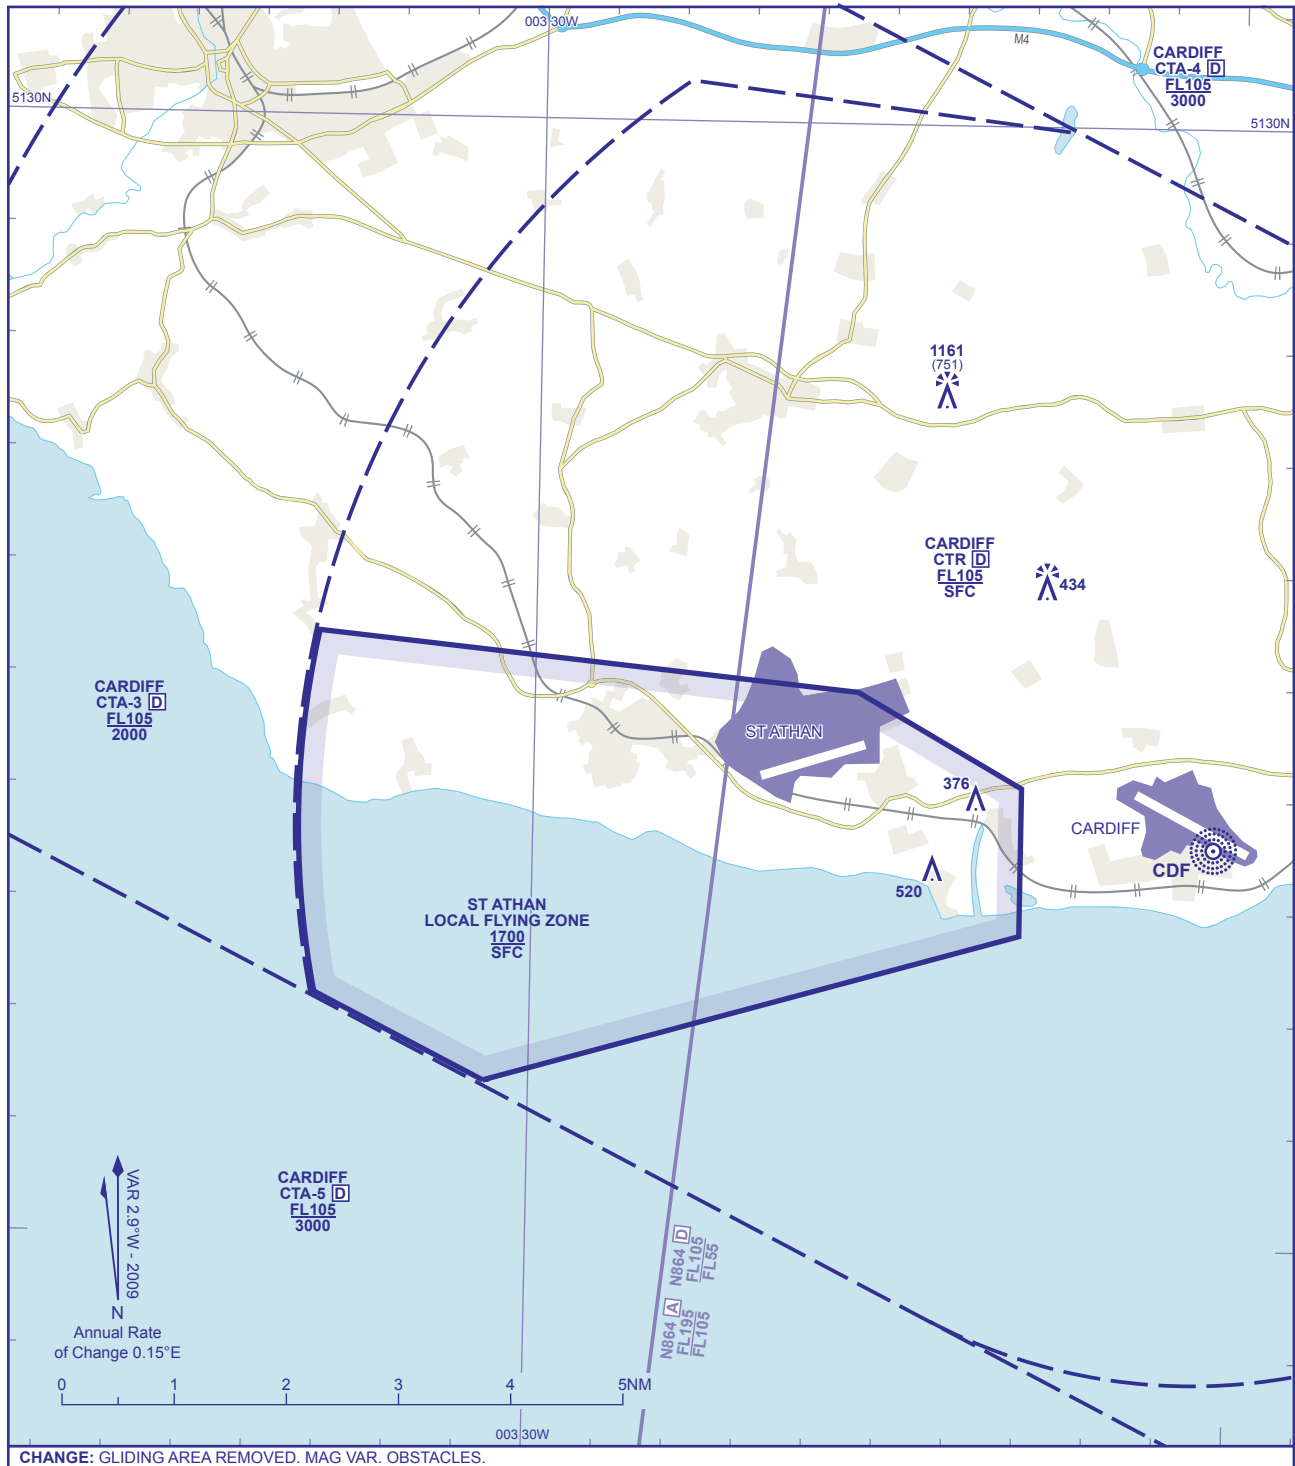 003 30W
M4
CARDIFF
CTA-4 D
FL105
3000
5130N
5130N
1161
(751)
CARDIFF
CTR D
FL105
SFC
434
CARDIFF
CTA-3 D
FL105
2000
ST ATHAN
376
CARDIFF
CDF
520
ST ATHAN
LOCAL FLYING ZONE
1700
SFC
CARDIFF
CTA-5 D
FL105
3000
VAR 2.9°W - 2009
N
Annual Rate
of Change 0.15°E
N864 D
FL105
FL55
N864 A
FL195
FL105
0 1 2 3 4 5NM
003 30W
CHANGE: GLIDING AREA REMOVED. MAG VAR. OBSTACLES.